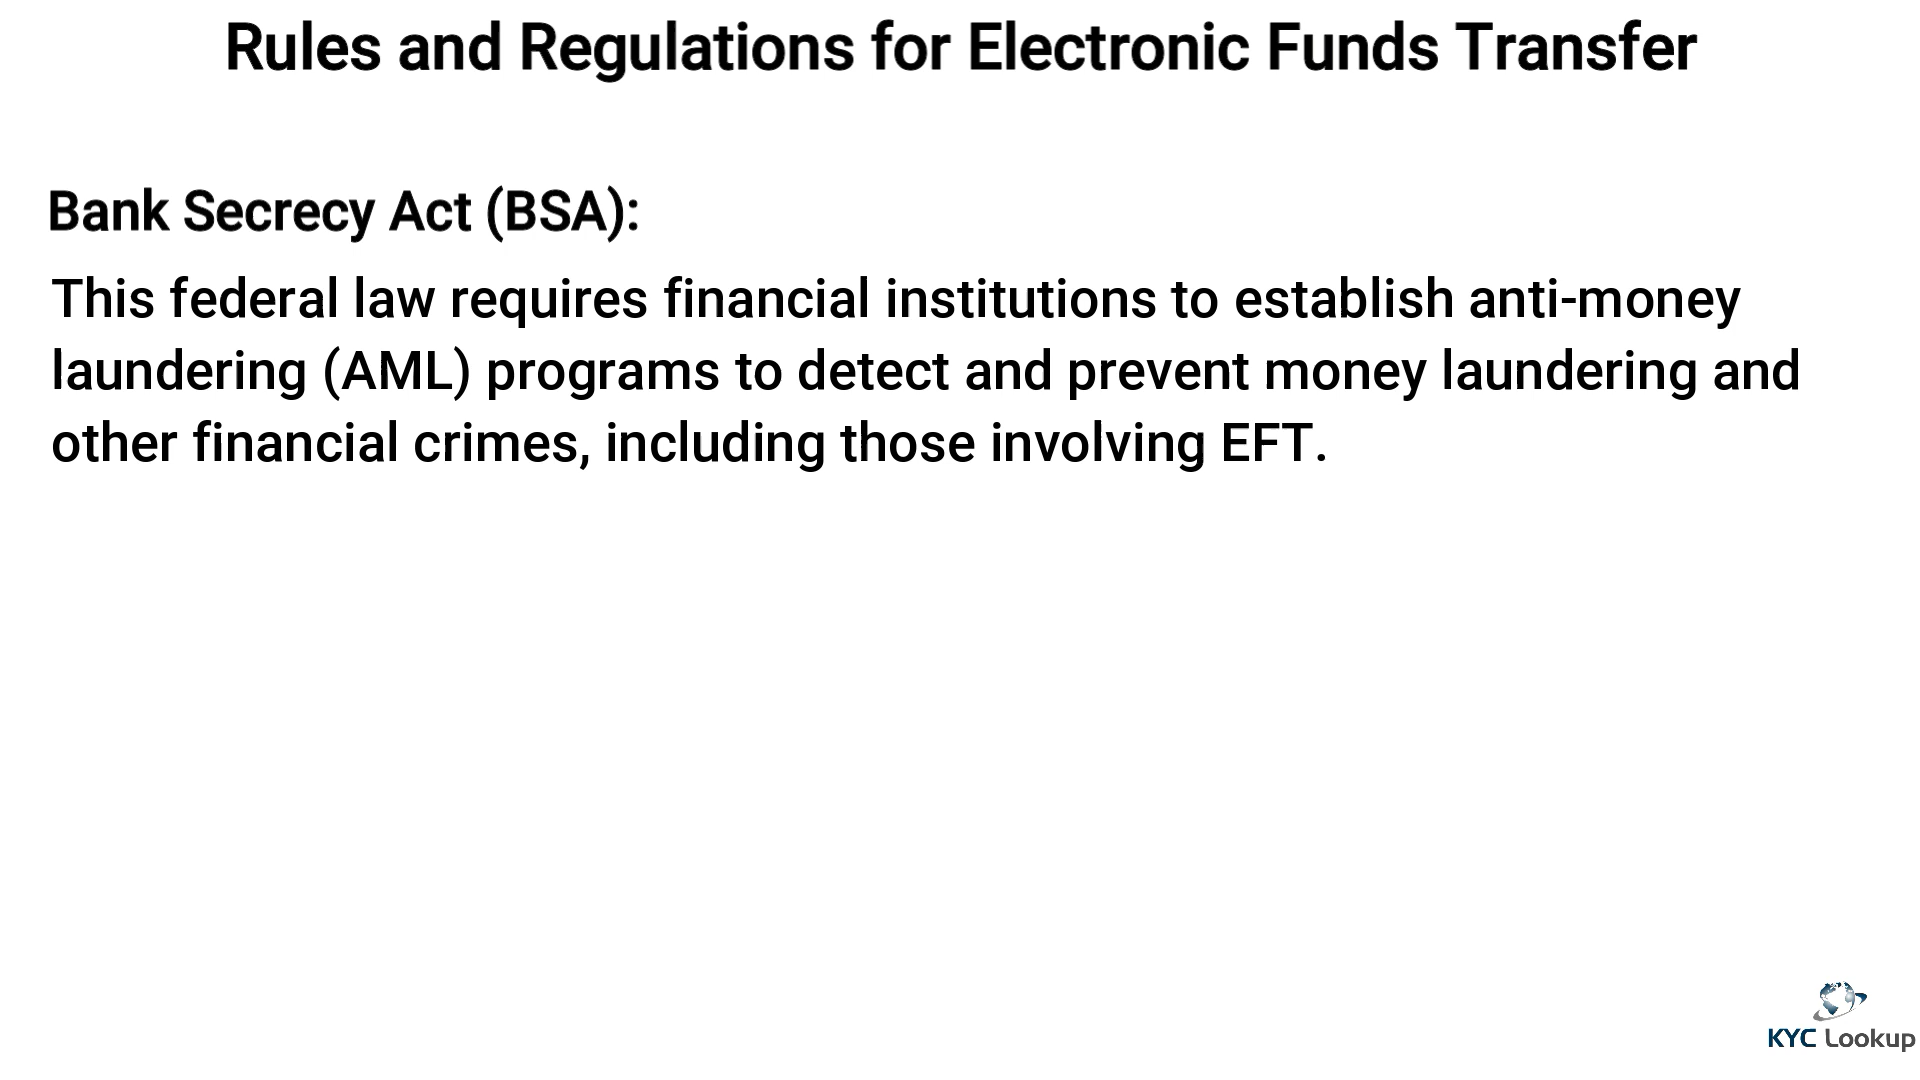 Rules and Regulations for Electronic Funds Transfer
Bank Secrecy Act (BSA):
This federal law requires financial institutions to establish anti-money
laundering (AML) programs to detect and prevent money laundering and
other financial crimes, including those involving EFT.
KYC Lookup